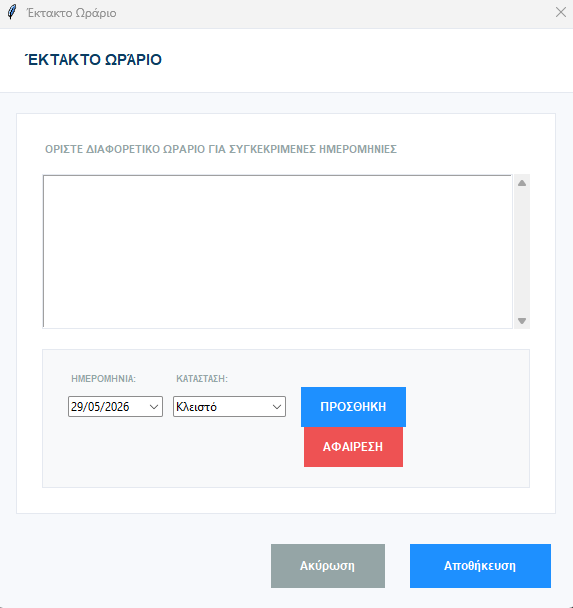 Έκτακτο Ωράριο
ΈΚΤΑΚΤΟ ΩΡΆΡΙΟ
ΟΡΙΣΤΕ ΔΙΑΦΟΡΕΤΙΚΟ ΩΡΑΡΙΟ ΓΙΑ ΣΥΓΚΕΚΡΙΜΕΝΕΣ ΗΜΕΡΟΜΗΝΙΕΣ
ΗΜΕΡΟΜΗΝΙΑ: ΚΑΤΑΣΤΑΣΗ:
29/05/2026 Κλειστό ΠΡΟΣΘΗΚΗ
ΑΦΑΙΡΕΣΗ
Ακύρωση Αποθήκευση